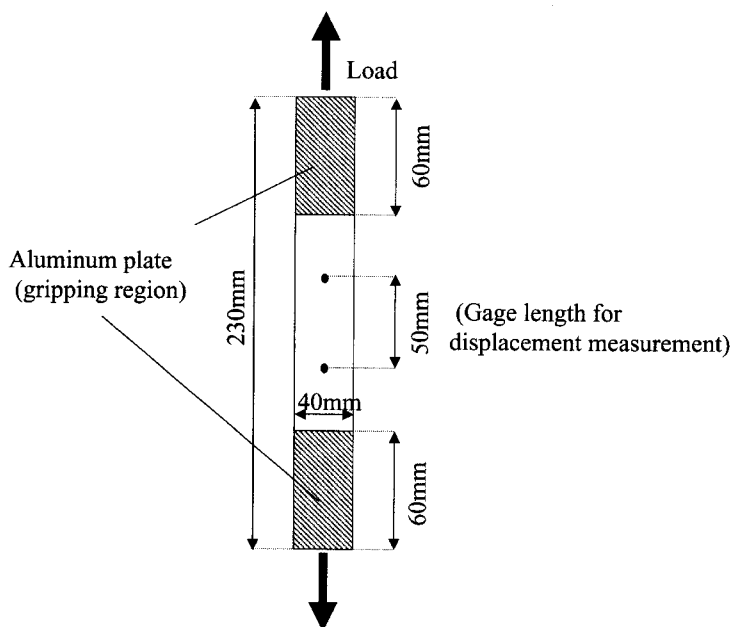 Load
60mm
Aluminum plate
(gripping region)
230mm
50mm
(Gage length for
displacement measurement)
40mm
60mm